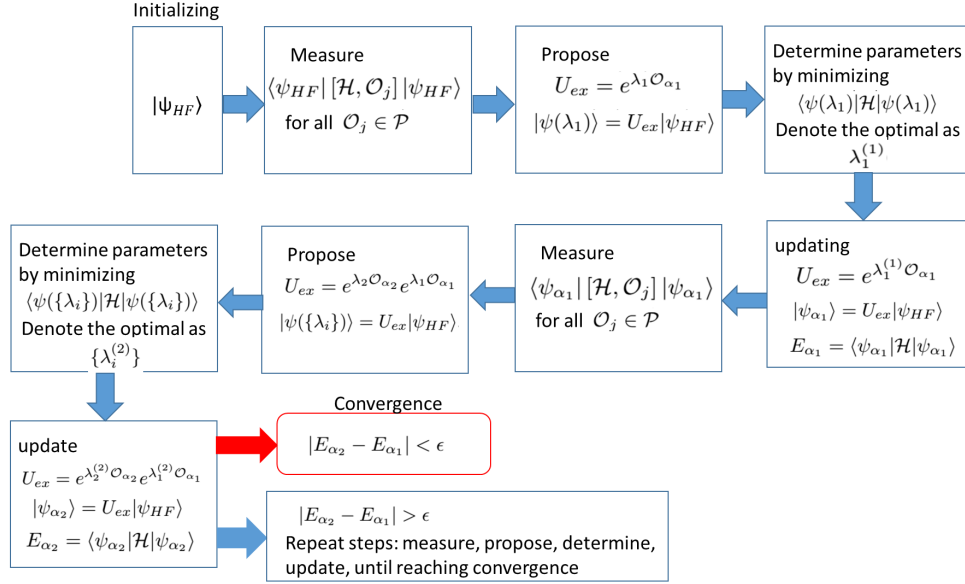 Initializing
|ψ_HF⟩
Measure
⟨ψ_HF| [ℋ, 𝒪_j] |ψ_HF⟩
for all 𝒪_j ∈ 𝒫
Propose
U_ex = e^{λ_1 𝒪_{α_1}}
|ψ(λ_1)⟩ = U_ex|ψ_HF⟩
Determine parameters
by minimizing
⟨ψ(λ_1)|ℋ|ψ(λ_1)⟩
Denote the optimal as
λ_1^{(1)}
updating
U_ex = e^{λ_1^{(1)} 𝒪_{α_1}}
|ψ_{α_1}⟩ = U_ex|ψ_HF⟩
E_{α_1} = ⟨ψ_{α_1}|ℋ|ψ_{α_1}⟩
Measure
⟨ψ_{α_1}| [ℋ, 𝒪_j] |ψ_{α_1}⟩
for all 𝒪_j ∈ 𝒫
Propose
U_ex = e^{λ_2 𝒪_{α_2}} e^{λ_1 𝒪_{α_1}}
|ψ({λ_i})⟩ = U_ex|ψ_HF⟩
Determine parameters
by minimizing
⟨ψ({λ_i})|ℋ|ψ({λ_i})⟩
Denote the optimal as
{λ_i^{(2)}}
update
U_ex = e^{λ_2^{(2)} 𝒪_{α_2}} e^{λ_1^{(2)} 𝒪_{α_1}}
|ψ_{α_2}⟩ = U_ex|ψ_HF⟩
E_{α_2} = ⟨ψ_{α_2}|ℋ|ψ_{α_2}⟩
Convergence
|E_{α_2} − E_{α_1}| < ϵ
|E_{α_2} − E_{α_1}| > ϵ
Repeat steps: measure, propose, determine,
update, until reaching convergence